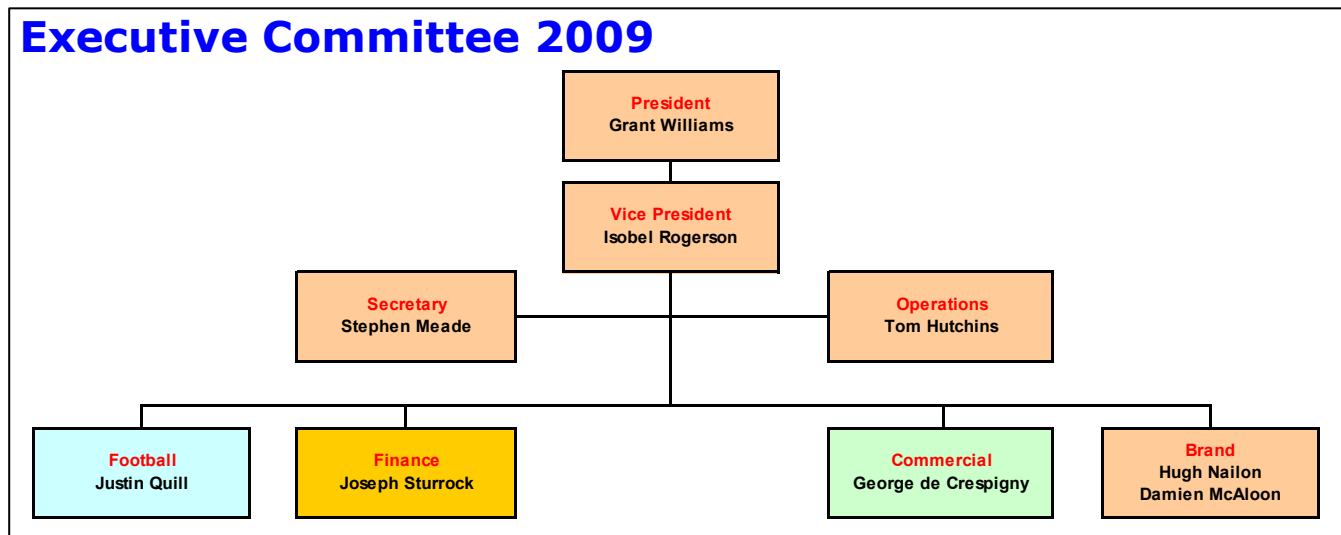 Executive Committee 2009
President
Grant Williams
Vice President
Isobel Rogerson
Secretary
Stephen Meade
Operations
Tom Hutchins
Football
Justin Quill
Finance
Joseph Sturrock
Commercial
George de Crespigny
Brand
Hugh Nailon
Damien McAloon